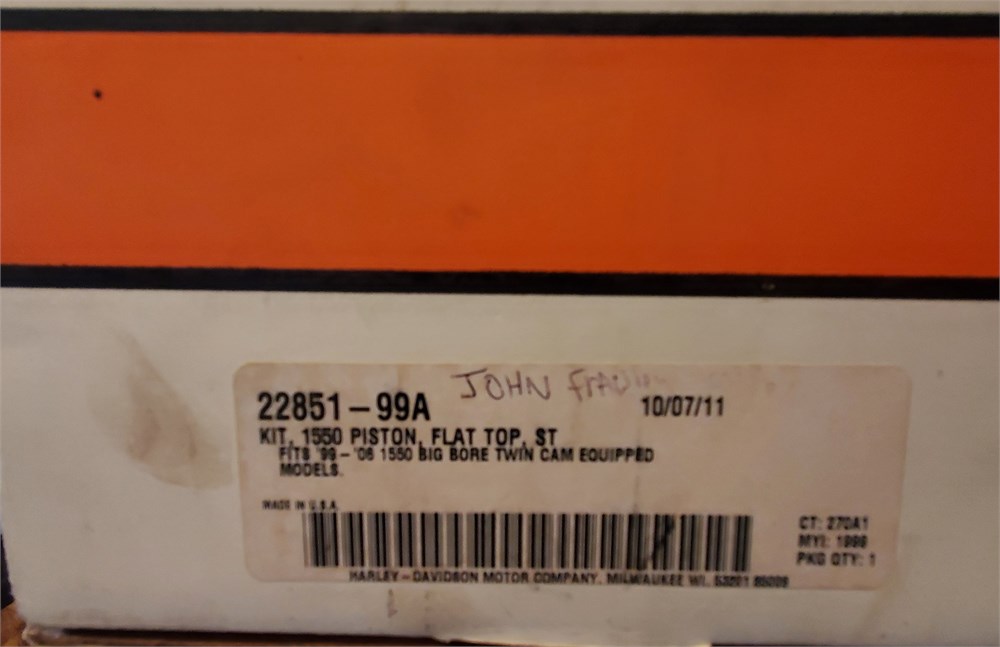 JOHN
22851-99A 10/07/11
KIT, 1550 PISTON, FLAT TOP, ST
FITS '99-'06 1550 BIG BORE TWIN CAM EQUIPPED
MODELS.
MADE IN U.S.A.
CT: 270A1
MYI: 1999
PKG QTY: 1
HARLEY-DAVIDSON MOTOR COMPANY, MILWAUKEE WI. 53201